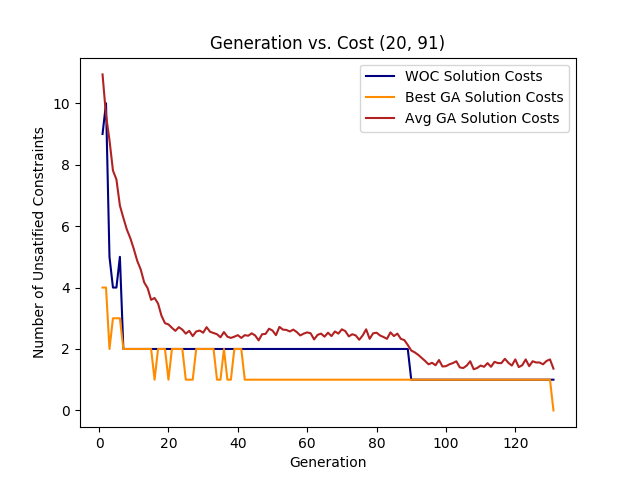 Generation vs. Cost (20, 91)
WOC Solution Costs
Best GA Solution Costs
Avg GA Solution Costs
Number of Unsatified Constraints
10
8
6
4
2
0
0 20 40 60 80 100 120
Generation